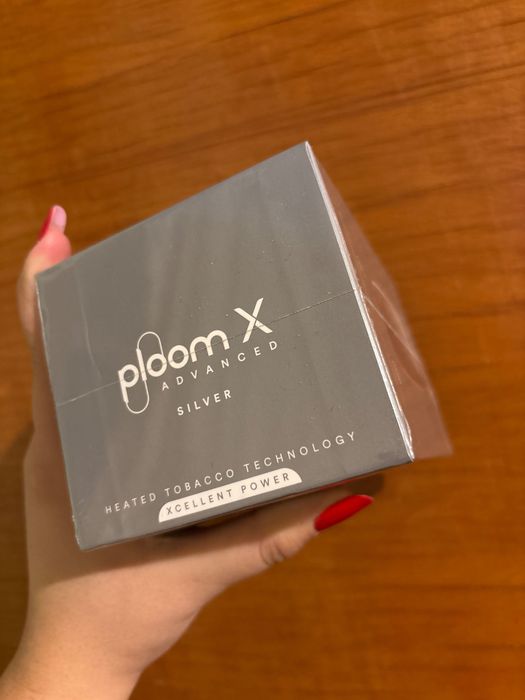 ploom X
ADVANCED
SILVER
HEATED TOBACCO TECHNOLOGY
XCELLENT POWER